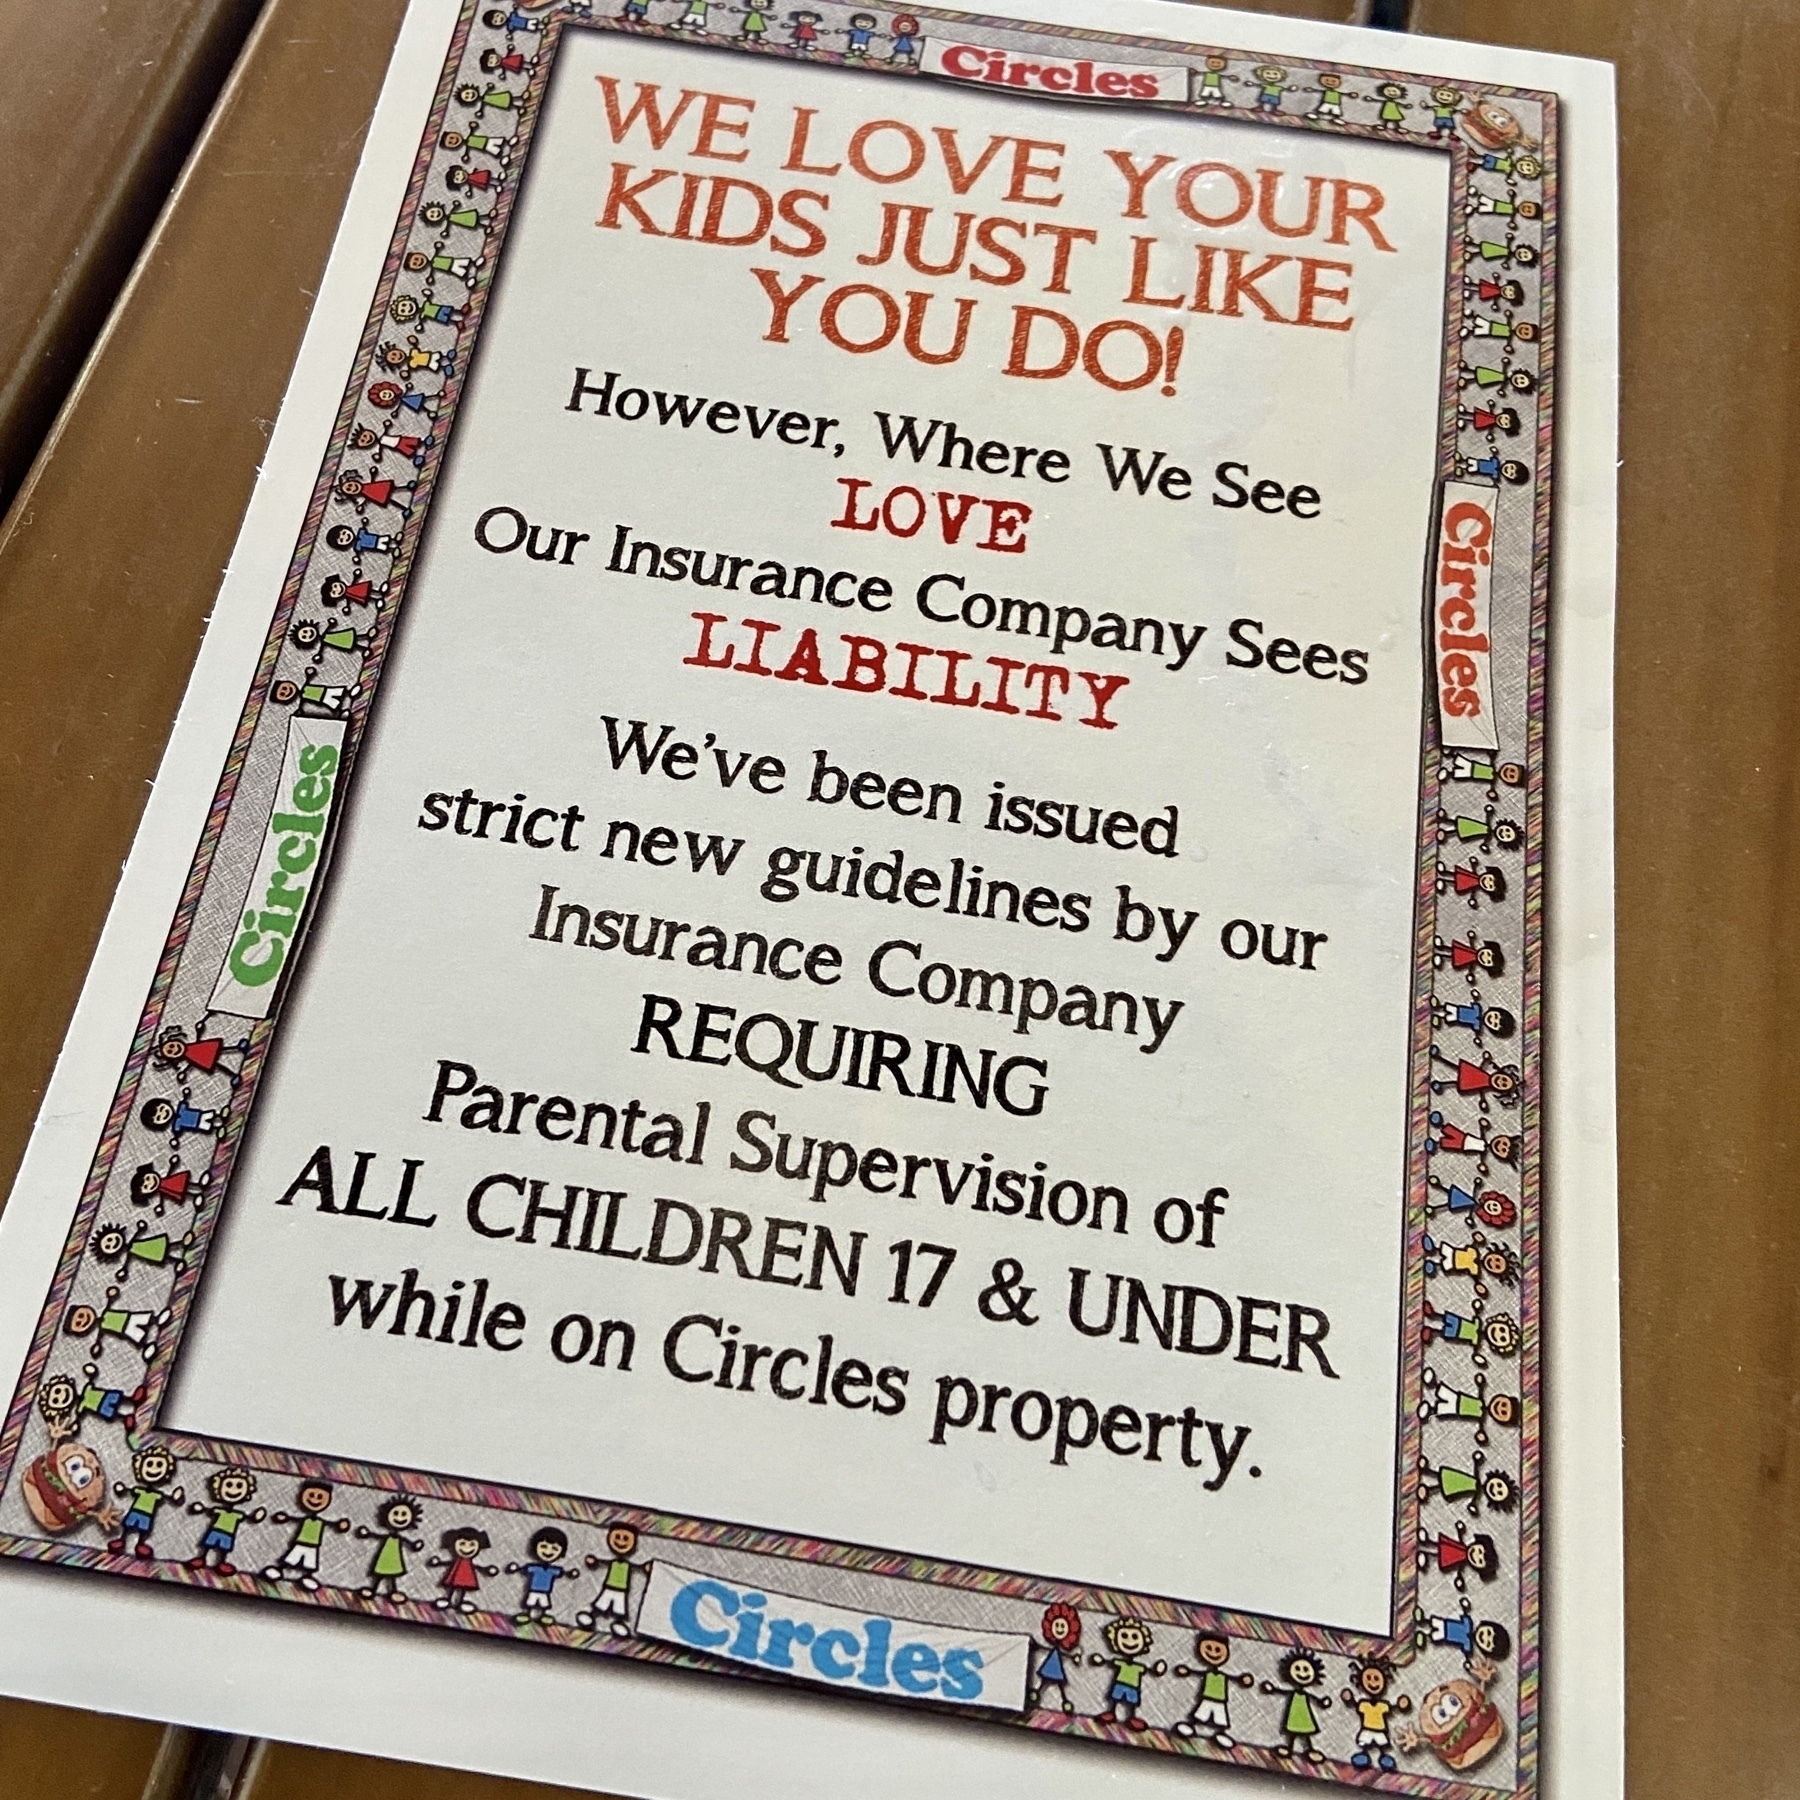 Circles
WE LOVE YOUR
KIDS JUST LIKE
YOU DO!
However, Where We See
LOVE
Our Insurance Company Sees
LIABILITY
We've been issued
strict new guidelines by our
Insurance Company
REQUIRING
Parental Supervision of
ALL CHILDREN 17 & UNDER
while on Circles property.
Circles
Circles
Circles